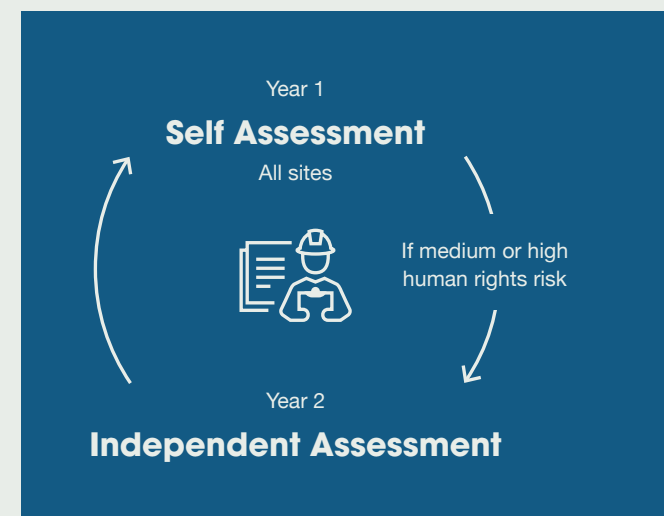 Year 1
Self Assessment
All sites
If medium or high
human rights risk
Year 2
Independent Assessment